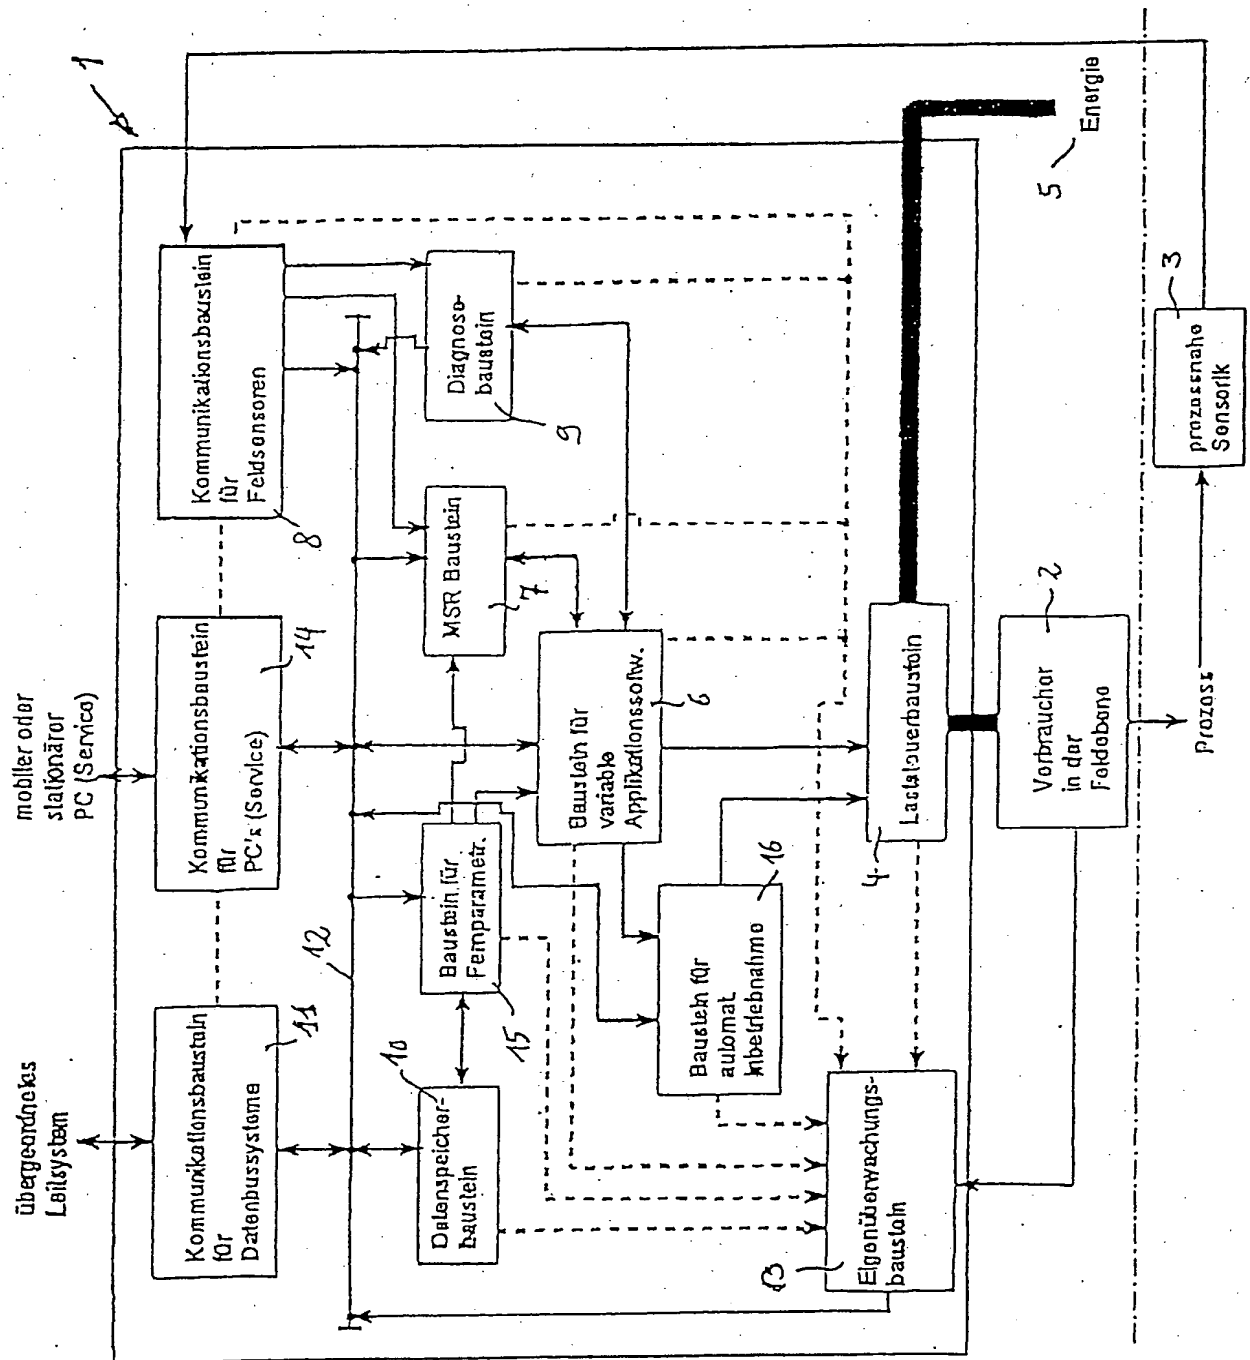 übergeordnetes
Leitsystem
mobiler oder
stationärer
PC (Service)
1
Kommunikationsbaustein
für
Datenbussysteme
11
Kommunikationsbaustein
für
PC's (Service)
14
Kommunikationsbaustein
für
Feldsensoren
8
12
Datenspeicher-
baustein
10
Baustein für
Fernparametr.
15
MSR Baustein
7
Diagnose-
baustein
9
Baustein für
variable
Applikationssoftw.
6
Baustein für
automat.
Inbetriebnahme
16
Eigenüberwachungs-
baustein
13
Laststeuerbaustein
4
5
Energie
Verbraucher
in der
Feldebene
2
Prozess
prozessnahe
Sensorik
3